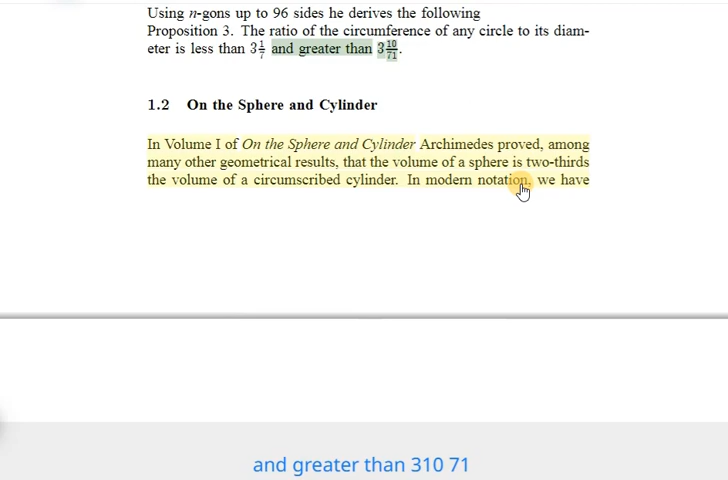 Using n-gons up to 96 sides he derives the following
Proposition 3. The ratio of the circumference of any circle to its diam-
eter is less than 3 1/7 and greater than 3 10/71.
1.2 On the Sphere and Cylinder
In Volume I of On the Sphere and Cylinder Archimedes proved, among
many other geometrical results, that the volume of a sphere is two-thirds
the volume of a circumscribed cylinder. In modern notation, we have
and greater than 310 71